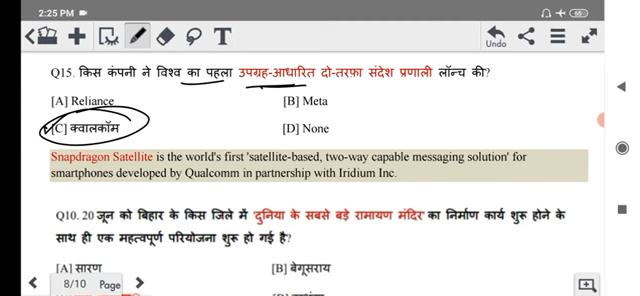 2:25 PM
65
T
Undo
Q15. किस कंपनी ने विश्व का पहला उपग्रह-आधारित दो-तरफ़ा संदेश प्रणाली लॉन्च की?
[A] Reliance [B] Meta
[C] क्वालकॉम [D] None
Snapdragon Satellite is the world's first 'satellite-based, two-way capable messaging solution' for
smartphones developed by Qualcomm in partnership with Iridium Inc.
Q10. 20 जून को बिहार के किस जिले में 'दुनिया के सबसे बड़े रामायण मंदिर' का निर्माण कार्य शुरू होने के
साथ ही एक महत्वपूर्ण परियोजना शुरू हो गई है?
[A] सारण [B] बेगूसराय
8/10 Page